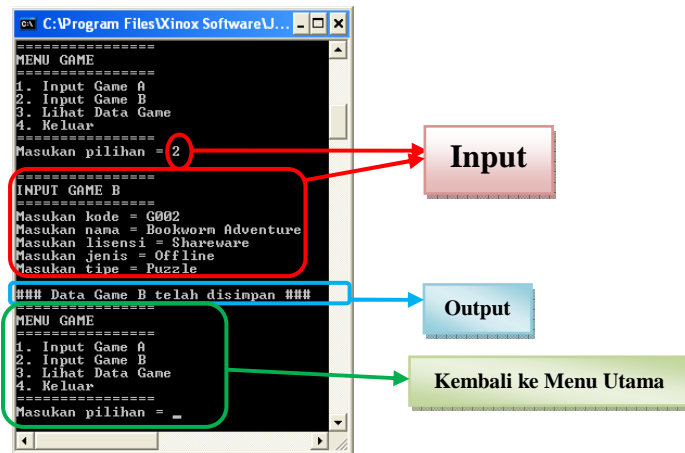 C:\Program Files\Xinox Software\J...
================
MENU GAME
================
1. Input Game A
2. Input Game B
3. Lihat Data Game
4. Keluar
================
Masukan pilihan = 2
================
INPUT GAME B
================
Masukan kode = G002
Masukan nama = Bookworm Adventure
Masukan lisensi = Shareware
Masukan jenis = Offline
Masukan tipe = Puzzle
### Data Game B telah disimpan ###
================
MENU GAME
================
1. Input Game A
2. Input Game B
3. Lihat Data Game
4. Keluar
================
Masukan pilihan = _
Input
Output
Kembali ke Menu Utama